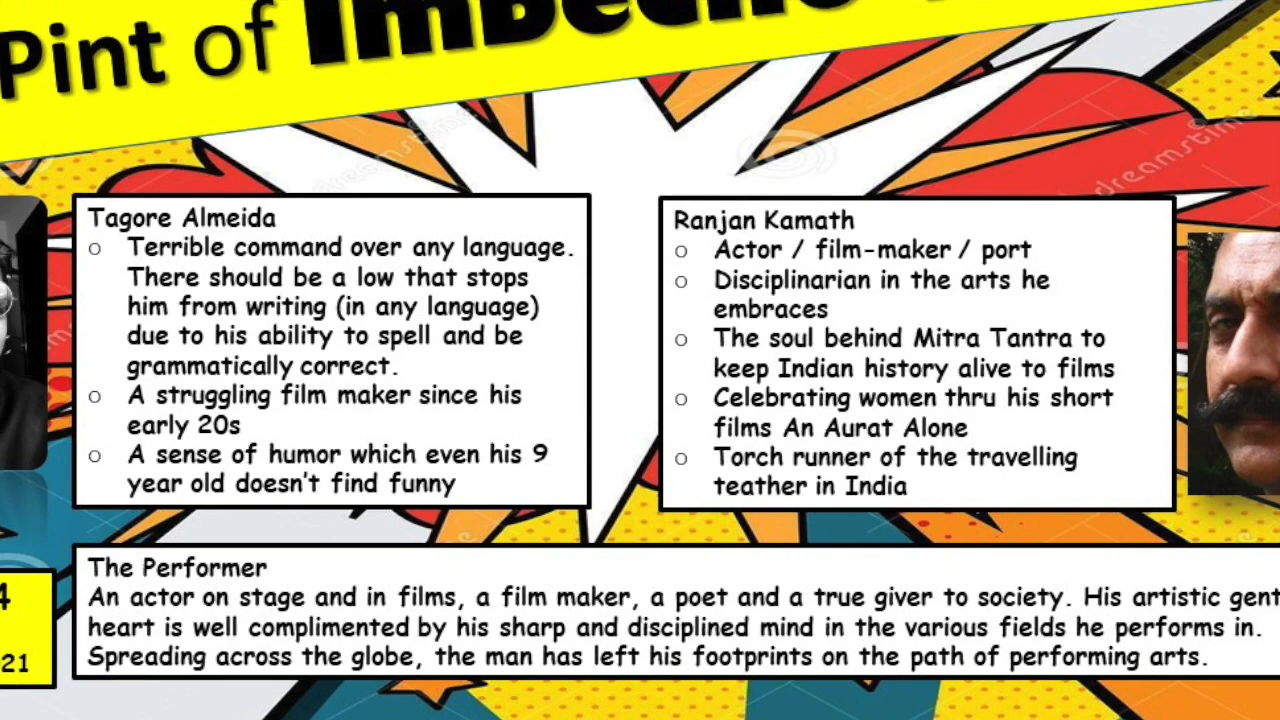 Pint of
Tagore Almeida
o Terrible command over any language.
There should be a low that stops
him from writing (in any language)
due to his ability to spell and be
grammatically correct.
o A struggling film maker since his
early 20s
o A sense of humor which even his 9
year old doesn't find funny
Ranjan Kamath
o Actor / film-maker / port
o Disciplinarian in the arts he
embraces
o The soul behind Mitra Tantra to
keep Indian history alive to films
o Celebrating women thru his short
films An Aurat Alone
o Torch runner of the travelling
teather in India
4
21
The Performer
An actor on stage and in films, a film maker, a poet and a true giver to society. His artistic gent
heart is well complimented by his sharp and disciplined mind in the various fields he performs in.
Spreading across the globe, the man has left his footprints on the path of performing arts.
dreamstime